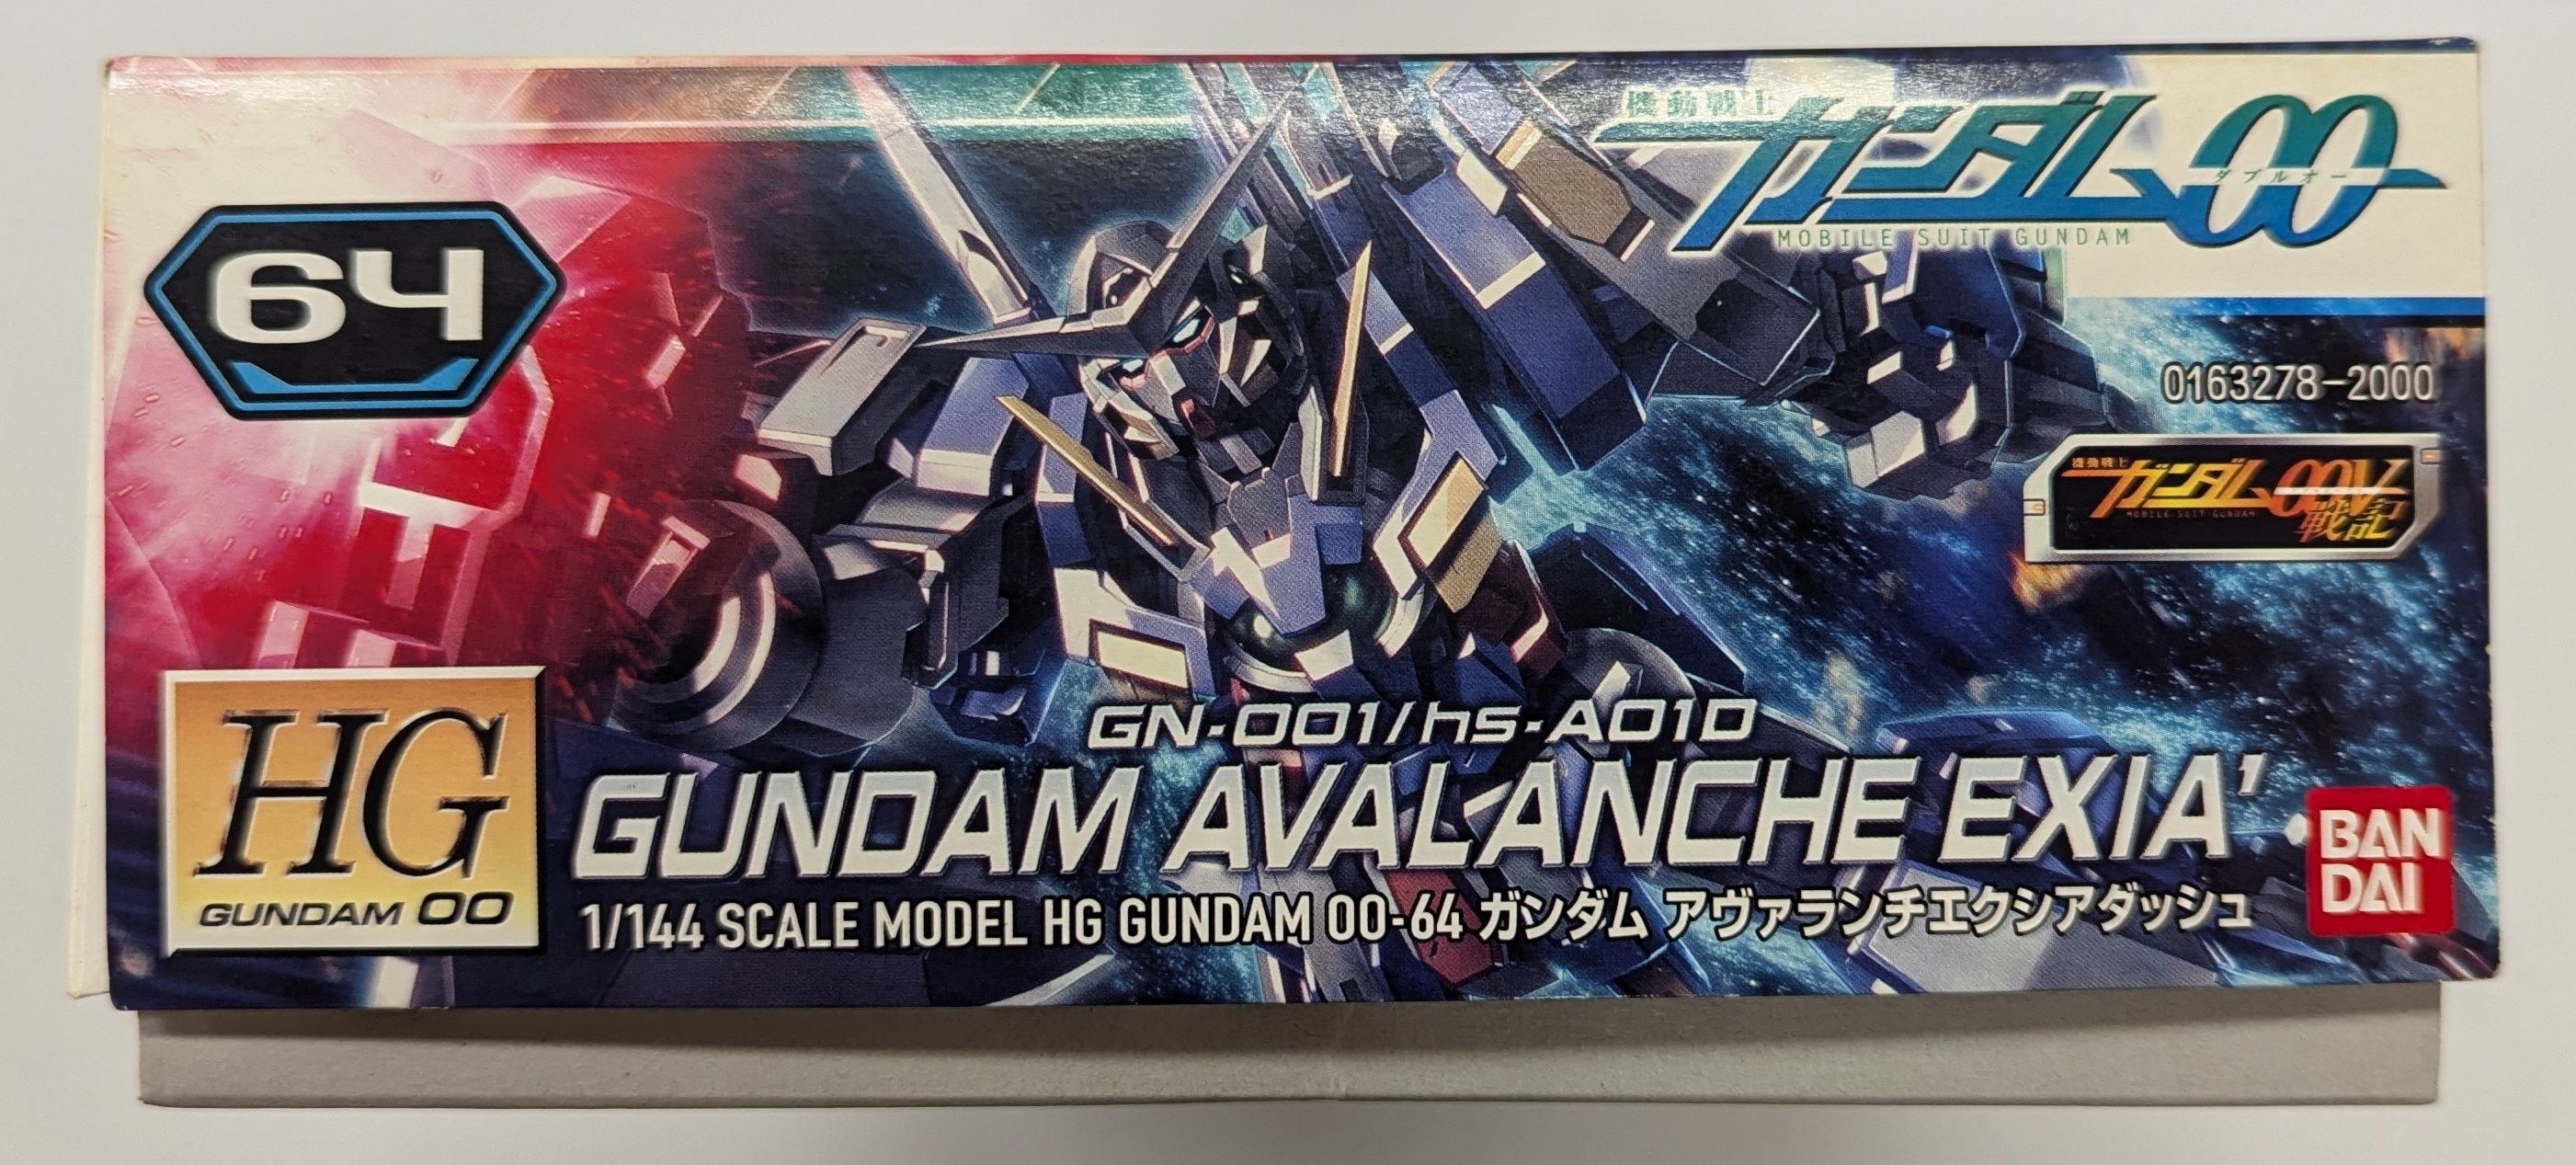 64
機動戦士
ガンダム00
ダブルオー
MOBILE SUIT GUNDAM
0163278-2000
機動戦士
ガンダム00V
MOBILE SUIT GUNDAM
戦記
HG
GUNDAM 00
GN-001/hs-A01D
GUNDAM AVALANCHE EXIA'
1/144 SCALE MODEL HG GUNDAM 00-64 ガンダム アヴァランチエクシアダッシュ
BAN
DAI